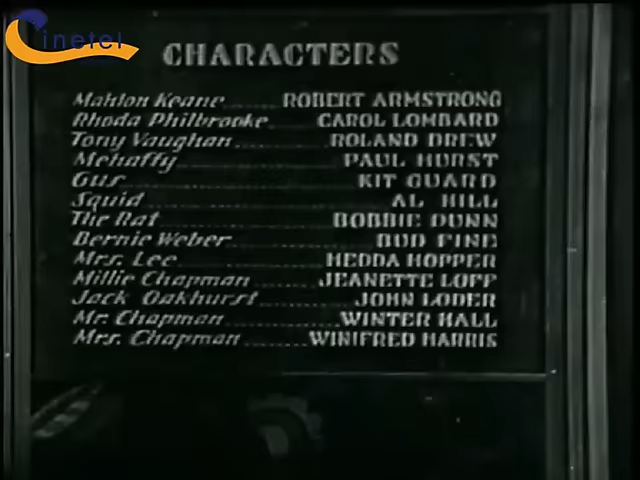 Cinetel
CHARACTERS
Mahlon Keane........ROBERT ARMSTRONG
Rhoda Philbrooke........CAROL LOMBARD
Tony Vaughan........ROLAND DREW
Mehaffy........PAUL HURST
Gus........KIT GUARD
Squid........AL HILL
The Rat........BOBBIE DUNN
Bernie Weber........BUD FINE
Mrs. Lee........HEDDA HOPPER
Millie Chapman........JEANETTE LOFF
Jack Oakhurst........JOHN LODER
Mr. Chapman........WINTER HALL
Mrs. Chapman........WINIFRED HARRIS